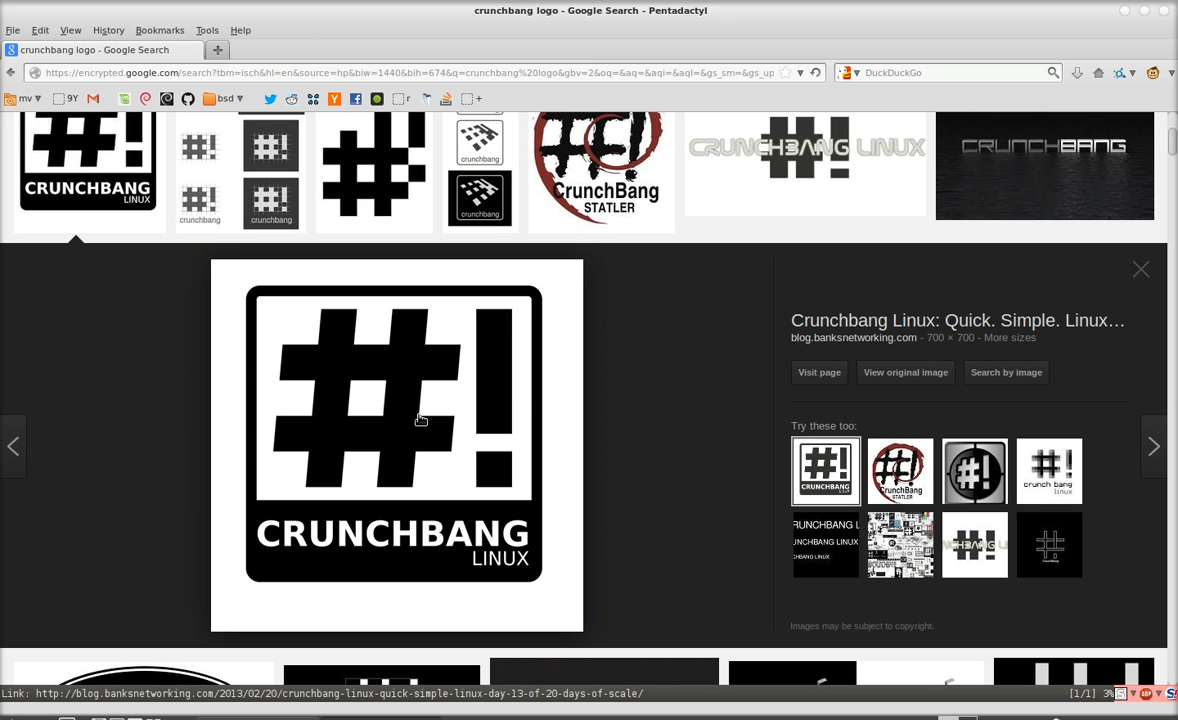 crunchbang logo - Google Search - Pentadactyl
File Edit View History Bookmarks Tools Help
crunchbang logo - Google Search
https://encrypted.google.com/search?tbm=isch&hl=en&source=hp&biw=1440&bih=674&q=crunchbang%20logo&gbv=2&oq=&aq=&aqi=&aql=&gs_sm=&gs_up
DuckDuckGo
mv 9Y bsd r +
#!
CRUNCHBANG
LINUX
crunchbang
crunchbang
crunchbang
crunchbang
#!
CrunchBang
STATLER
CRUNCHBANG LINUX
CRUNCHBANG
#!
CRUNCHBANG
LINUX
Crunchbang Linux: Quick. Simple. Linux…
blog.banksnetworking.com - 700 × 700 - More sizes
Visit page View original image Search by image
Try these too:
#!
CRUNCHBANG
#!
CrunchBang
STATLER
#!
#!
crunch bang
linux
CRUNCHBANG L
CRUNCHBANG LINUX
CRUNCHBANG LINUX
#!
#
Images may be subject to copyright.
Link: http://blog.banksnetworking.com/2013/02/20/crunchbang-linux-quick-simple-linux-day-13-of-20-days-of-scale/ [1/1] 3%